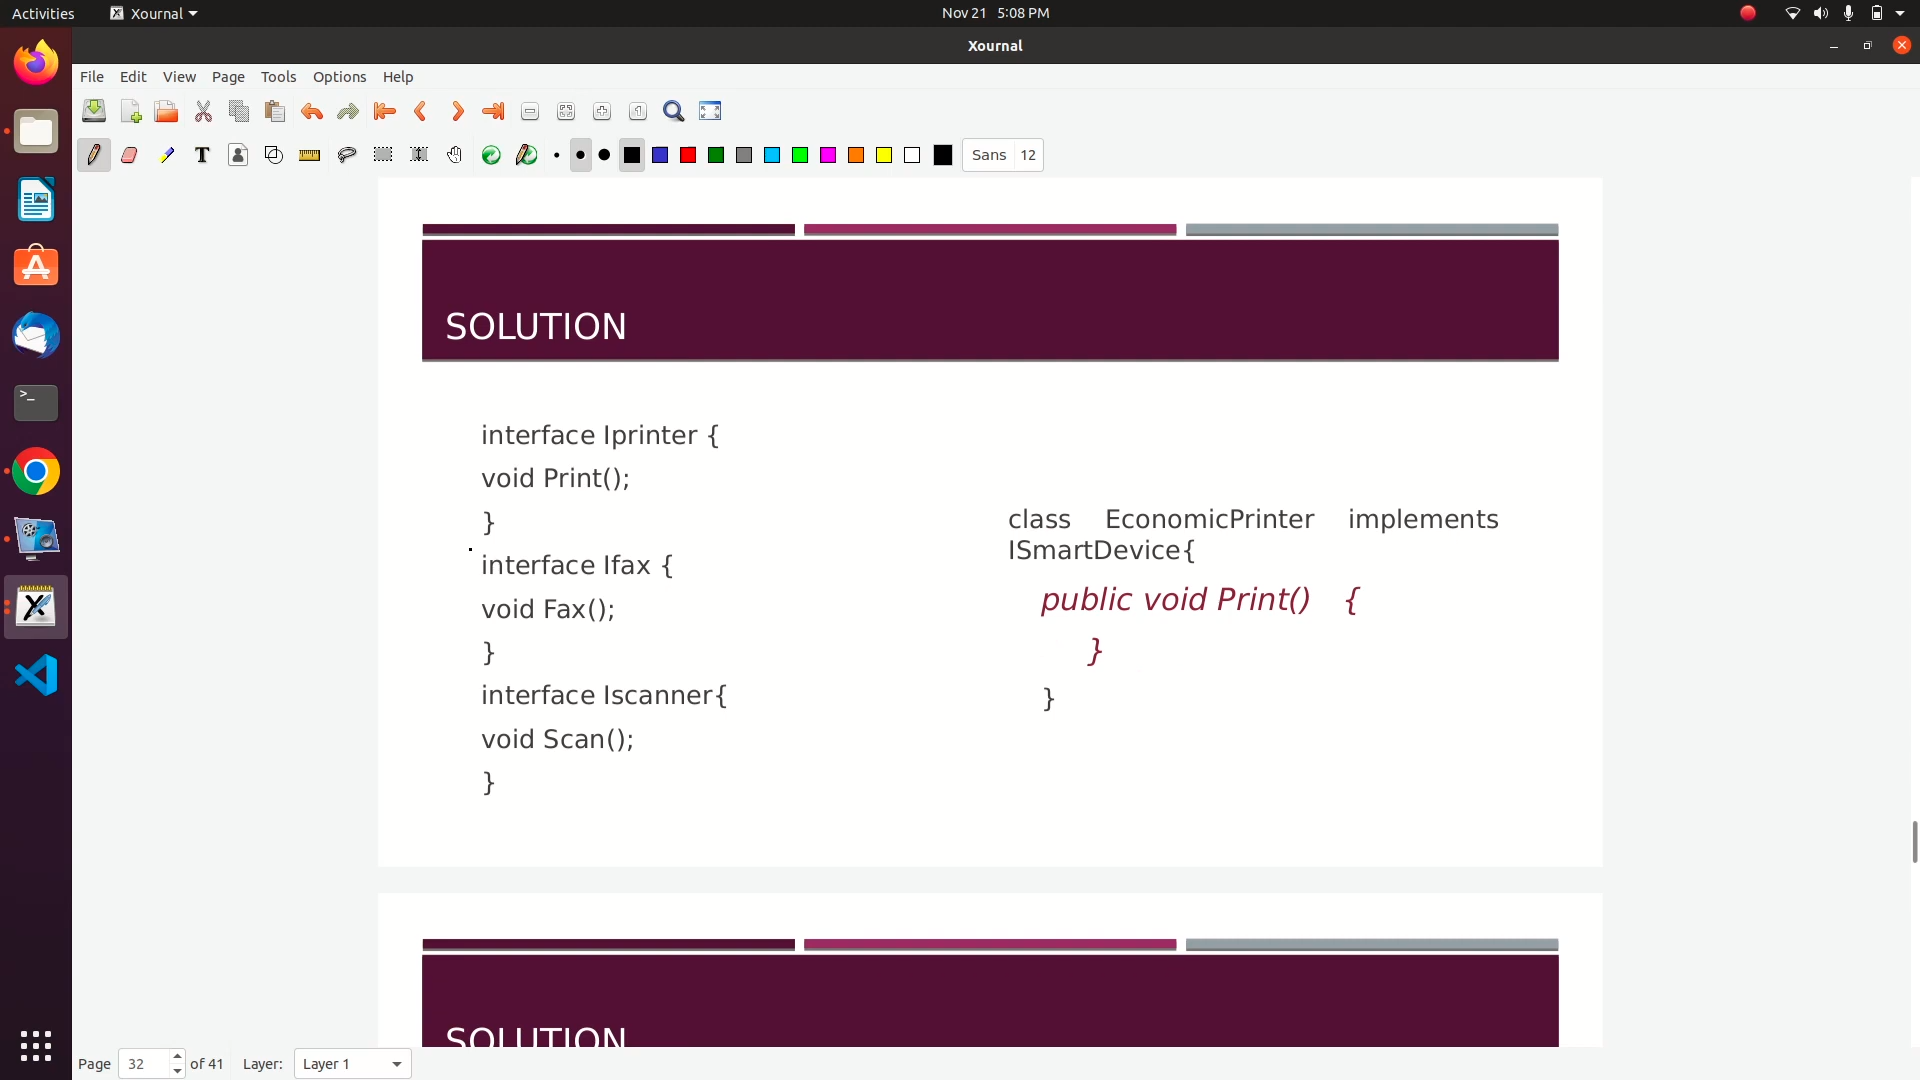 Activities
Xournal
Nov 21 5:08 PM
Xournal
File Edit View Page Tools Options Help
Sans 12
SOLUTION
interface Iprinter {
void Print();
}
interface Ifax {
void Fax();
}
interface Iscanner{
void Scan();
}
class EconomicPrinter implements
ISmartDevice{
public void Print() {
}
}
SOLUTION
Page 32 of 41 Layer: Layer 1